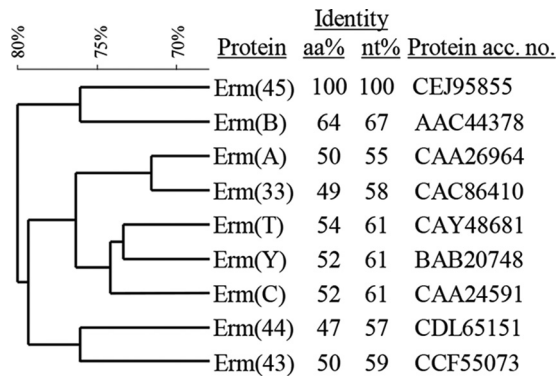 80% 75% 70%
Identity
Protein aa% nt% Protein acc. no.
Erm(45) 100 100 CEJ95855
Erm(B) 64 67 AAC44378
Erm(A) 50 55 CAA26964
Erm(33) 49 58 CAC86410
Erm(T) 54 61 CAY48681
Erm(Y) 52 61 BAB20748
Erm(C) 52 61 CAA24591
Erm(44) 47 57 CDL65151
Erm(43) 50 59 CCF55073